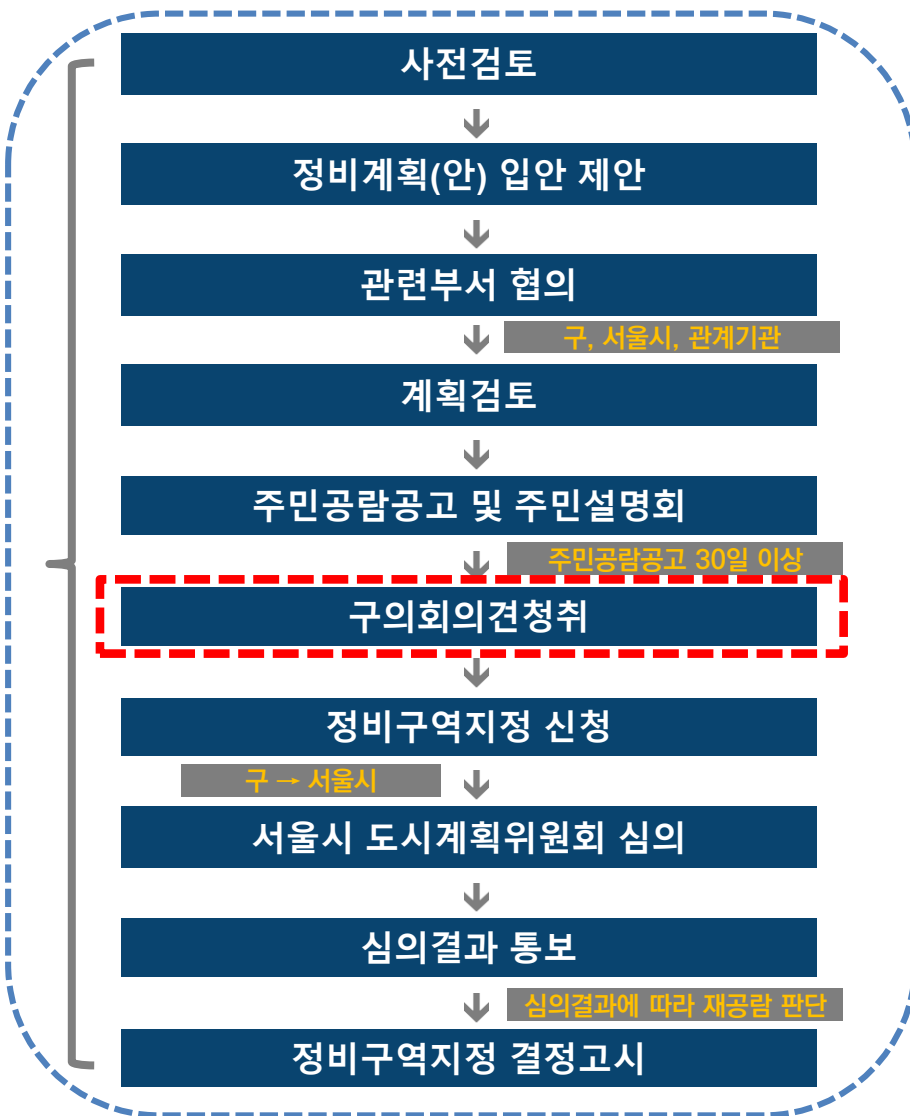 사전검토
정비계획(안) 입안 제안
관련부서 협의
구, 서울시, 관계기관
계획검토
주민공람공고 및 주민설명회
주민공람공고 30일 이상
구의회의견청취
정비구역지정 신청
구 → 서울시
서울시 도시계획위원회 심의
심의결과 통보
심의결과에 따라 재공람 판단
정비구역지정 결정고시